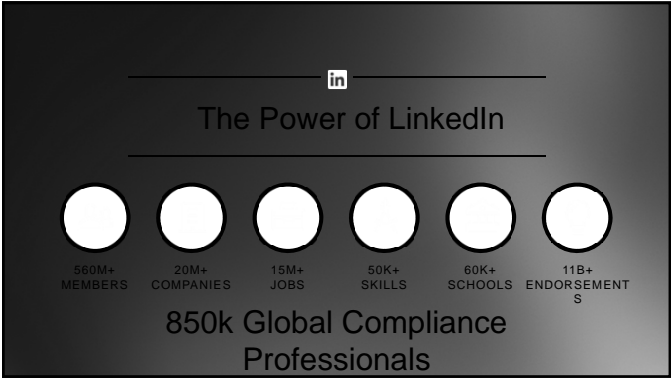 in
The Power of LinkedIn
560M+ 20M+ 15M+ 50K+ 60K+ 11B+
MEMBERS COMPANIES JOBS SKILLS SCHOOLS ENDORSEMENT
S
850k Global Compliance
Professionals